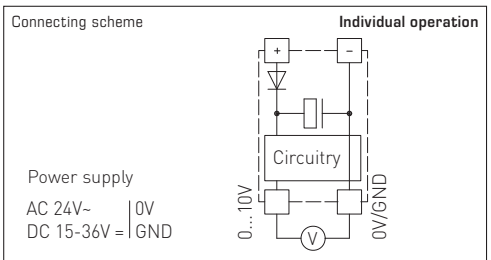 Connecting scheme
Individual operation
+ −
Circuitry
Power supply
AC 24V~ | 0V
DC 15-36V = | GND
0...10V
0V/GND
V